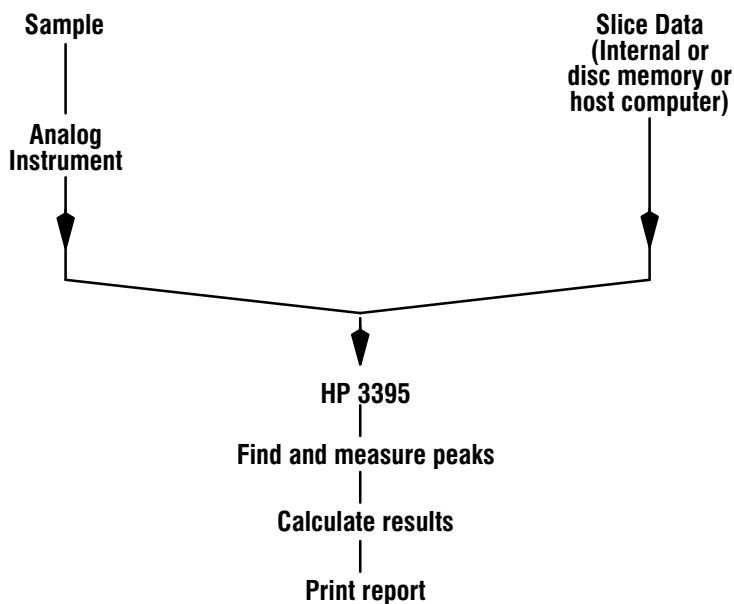 Sample
Analog
Instrument
Slice Data
(Internal or
disc memory or
host computer)
HP 3395
Find and measure peaks
Calculate results
Print report